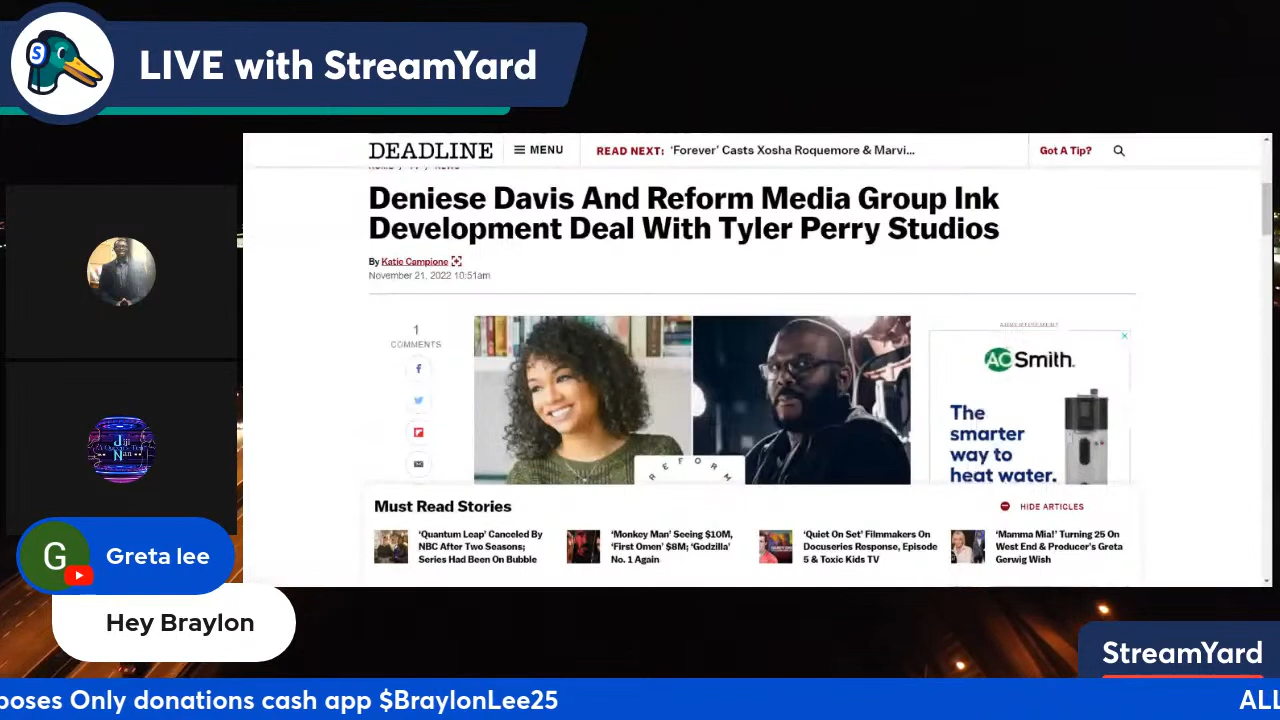 LIVE with StreamYard
DEADLINE
MENU
READ NEXT: ‘Forever’ Casts Xosha Roquemore & Marvi...
Got A Tip?
Deniese Davis And Reform Media Group Ink
Development Deal With Tyler Perry Studios
By Katie Campione
November 21, 2022 10:51am
1
COMMENTS
REFORM
ADVERTISEMENT
AO Smith.
The
smarter
way to
heat water.
Must Read Stories
HIDE ARTICLES
‘Quantum Leap’ Canceled By
NBC After Two Seasons;
Series Had Been On Bubble
‘Monkey Man’ Seeing $10M,
‘First Omen’ $8M; ‘Godzilla’
No. 1 Again
‘Quiet On Set’ Filmmakers On
Docuseries Response, Episode
5 & Toxic Kids TV
‘Mamma Mia!’ Turning 25 On
West End & Producer’s Greta
Gerwig Wish
G
Greta lee
Hey Braylon
StreamYard
poses Only donations cash app $BraylonLee25
ALL